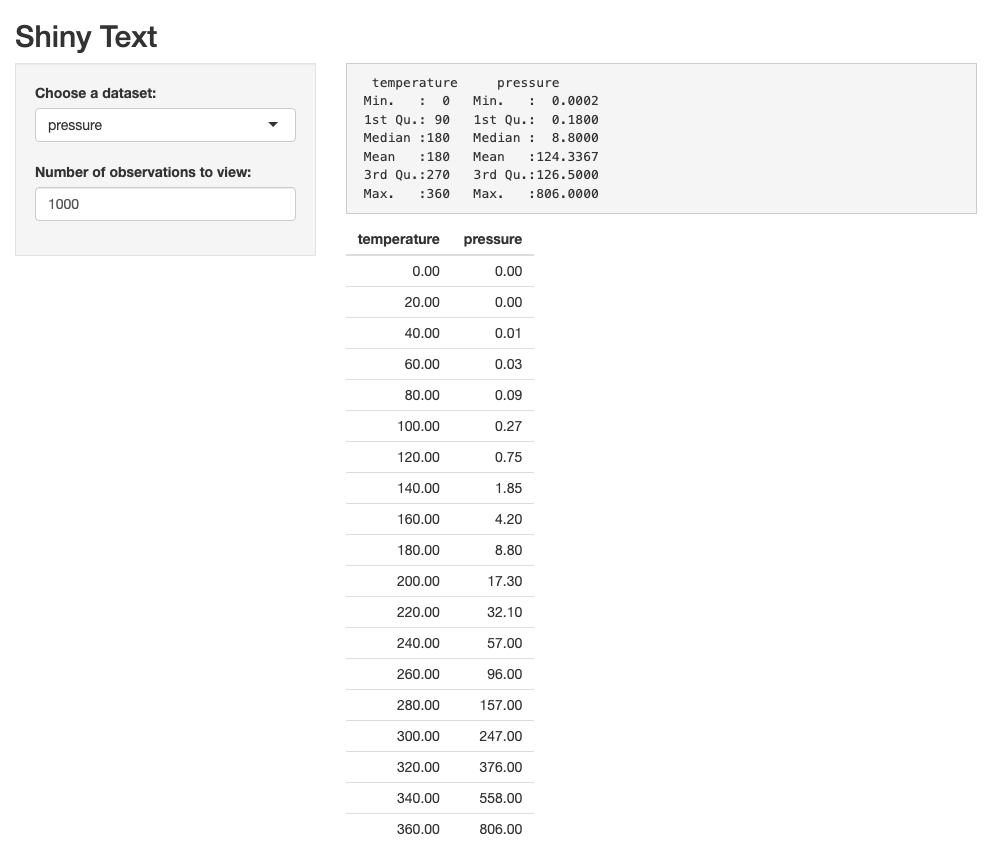 Shiny Text
Choose a dataset:
pressure
Number of observations to view:
1000
temperature     pressure
Min.   :  0   Min.   :  0.0002
1st Qu.: 90   1st Qu.:  0.1800
Median :180   Median :  8.8000
Mean   :180   Mean   :124.3367
3rd Qu.:270   3rd Qu.:126.5000
Max.   :360   Max.   :806.0000
temperature pressure
0.00 0.00
20.00 0.00
40.00 0.01
60.00 0.03
80.00 0.09
100.00 0.27
120.00 0.75
140.00 1.85
160.00 4.20
180.00 8.80
200.00 17.30
220.00 32.10
240.00 57.00
260.00 96.00
280.00 157.00
300.00 247.00
320.00 376.00
340.00 558.00
360.00 806.00